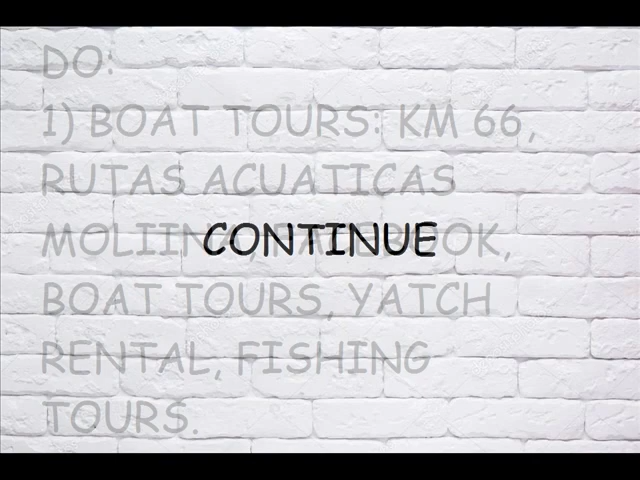 DO:
1) BOAT TOURS: KM 66,
RUTAS ACUATICAS
CONTINUE
BOAT TOURS, YATCH
RENTAL, FISHING
TOURS.